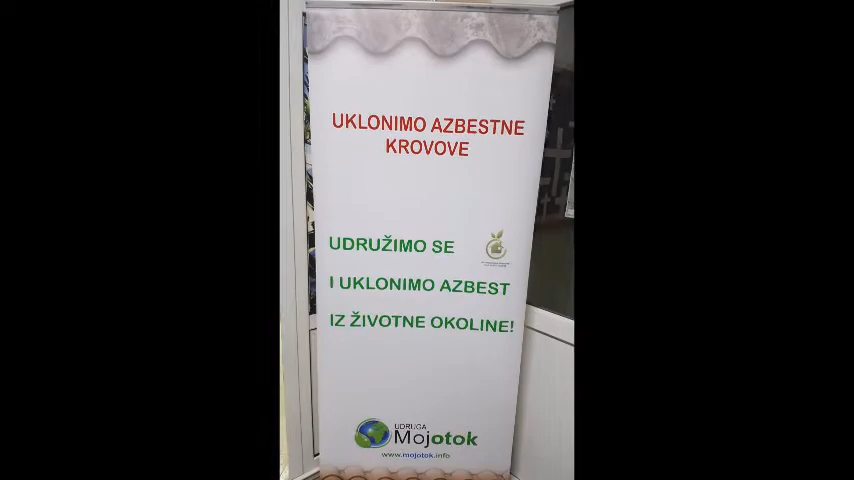 UKLONIMO AZBESTNE
KROVOVE
UDRUŽIMO SE
I UKLONIMO AZBEST
IZ ŽIVOTNE OKOLINE!
UDRUGA
Mojotok
www.mojotok.info